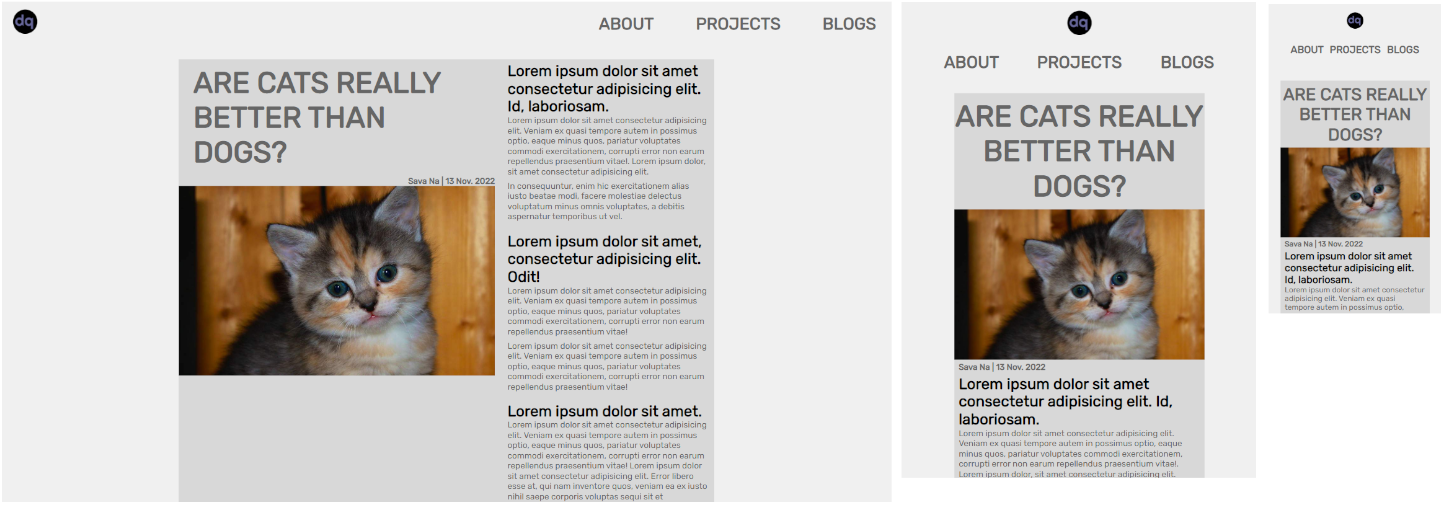 dq
ABOUT PROJECTS BLOGS
ARE CATS REALLY
BETTER THAN
DOGS?
Sava Na | 13 Nov. 2022
Lorem ipsum dolor sit amet
consectetur adipisicing elit.
Id, laboriosam.
Lorem ipsum dolor sit amet consectetur adipisicing
elit. Veniam ex quasi tempore autem in possimus
optio, eaque minus quos, pariatur voluptates
commodi exercitationem, corrupti error non earum
repellendus praesentium vitae!. Lorem ipsum dolor,
sit amet consectetur adipisicing elit.
In consequuntur, enim hic exercitationem alias
iusto beatae modi, facere molestiae delectus
voluptatum minus omnis voluptates, a debitis
aspernatur temporibus ut vel.
Lorem ipsum dolor sit amet,
consectetur adipisicing elit.
Odit!
Lorem ipsum dolor sit amet consectetur adipisicing
elit. Veniam ex quasi tempore autem in possimus
optio, eaque minus quos, pariatur voluptates
commodi exercitationem, corrupti error non earum
repellendus praesentium vitae!
Lorem ipsum dolor sit amet consectetur adipisicing
elit. Veniam ex quasi tempore autem in possimus
optio, eaque minus quos, pariatur voluptates
commodi exercitationem, corrupti error non earum
repellendus praesentium vitae!
Lorem ipsum dolor sit amet.
Lorem ipsum dolor sit amet consectetur adipisicing
elit. Veniam ex quasi tempore autem in possimus
optio, eaque minus quos, pariatur voluptates
commodi exercitationem, corrupti error non earum
repellendus praesentium vitae! Lorem ipsum dolor
sit amet consectetur adipisicing elit. Error libero
esse at, qui nam inventore quos, veniam ea ex iusto
nihil saepe corporis voluptas sequi sit et
dq
ABOUT PROJECTS BLOGS
ARE CATS REALLY
BETTER THAN
DOGS?
Sava Na | 13 Nov. 2022
Lorem ipsum dolor sit amet
consectetur adipisicing elit. Id,
laboriosam.
Lorem ipsum dolor sit amet consectetur adipisicing elit.
Veniam ex quasi tempore autem in possimus optio, eaque
minus quos, pariatur voluptates commodi exercitationem,
corrupti error non earum repellendus praesentium vitae!.
Lorem ipsum dolor, sit amet consectetur adipisicing elit.
dq
ABOUT PROJECTS BLOGS
ARE CATS REALLY
BETTER THAN
DOGS?
Sava Na | 13 Nov. 2022
Lorem ipsum dolor sit amet
consectetur adipisicing elit.
Id, laboriosam.
Lorem ipsum dolor sit amet consectetur
adipisicing elit. Veniam ex quasi
tempore autem in possimus optio,